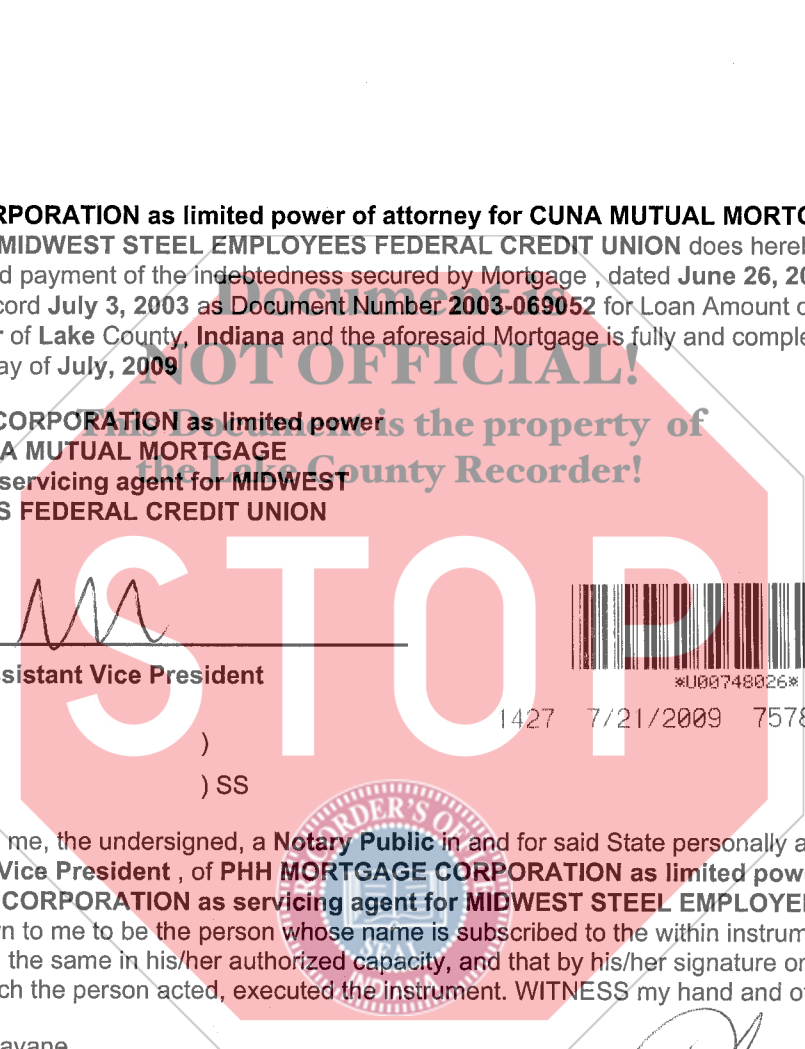 RPORATION as limited power of attorney for CUNA MUTUAL MORTG
MIDWEST STEEL EMPLOYEES FEDERAL CREDIT UNION does hereb
d payment of the indebtedness secured by Mortgage , dated June 26, 20
cord July 3, 2003 as Document Number 2003-069052 for Loan Amount o
r of Lake County, Indiana and the aforesaid Mortgage is fully and comple
ay of July, 2009
Document is
NOT OFFICIAL!
This Document is the property of
the Lake County Recorder!
CORPORATION as limited power
A MUTUAL MORTGAGE
servicing agent for MIDWEST
S FEDERAL CREDIT UNION
STOP
ssistant Vice President
*U00748026*
1427 7/21/2009 7578
)
) SS
me, the undersigned, a Notary Public in and for said State personally a
Vice President , of PHH MORTGAGE CORPORATION as limited powe
CORPORATION as servicing agent for MIDWEST STEEL EMPLOYE
n to me to be the person whose name is subscribed to the within instrum
the same in his/her authorized capacity, and that by his/her signature on
ch the person acted, executed the instrument. WITNESS my hand and of
RECORDER'S OFFICE
SEAL
INDIANA
avane